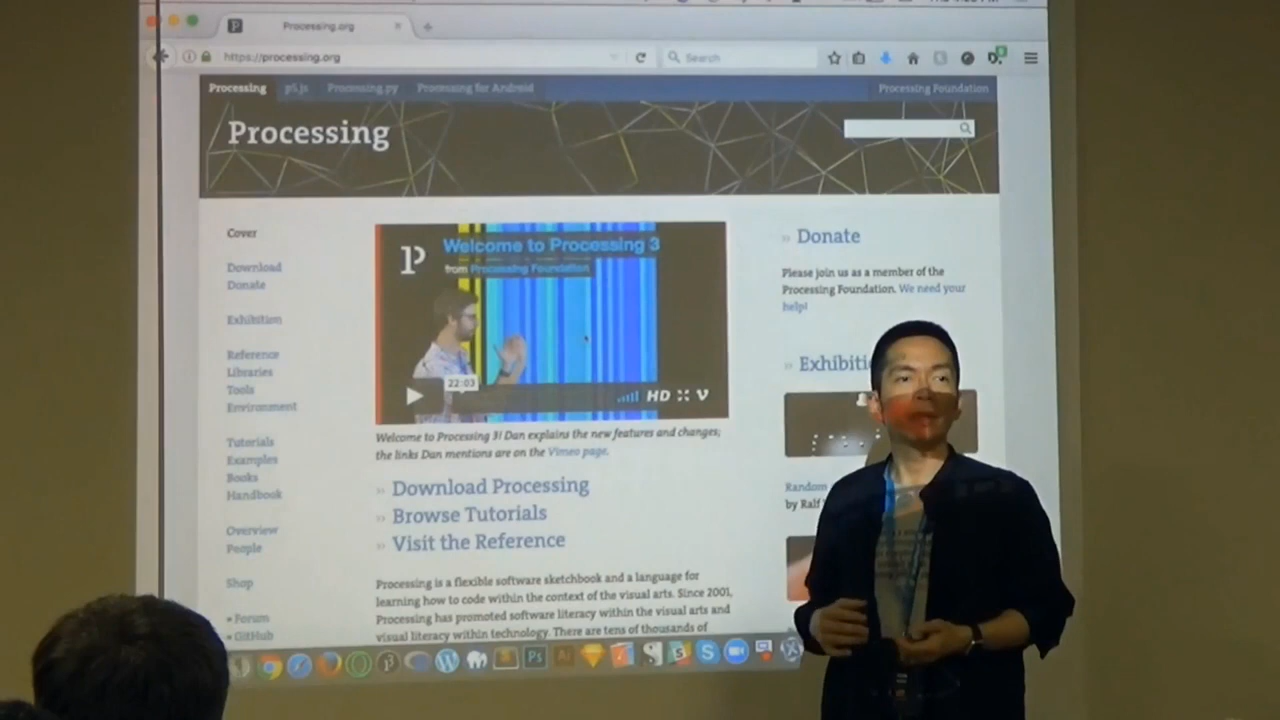 Processing.org
https://processing.org
Search
Processing p5.js Processing.py Processing for Android Processing Foundation
Processing
Cover
Download
Donate
Exhibition
Reference
Libraries
Tools
Environment
Tutorials
Examples
Books
Handbook
Overview
People
Shop
» Forum
» GitHub
Welcome to Processing 3
from Processing Foundation
22:03
HD
Welcome to Processing 3! Dan explains the new features and changes;
the links Dan mentions are on the Vimeo page.
» Download Processing
» Browse Tutorials
» Visit the Reference
Processing is a flexible software sketchbook and a language for
learning how to code within the context of the visual arts. Since 2001,
Processing has promoted software literacy within the visual arts and
visual literacy within technology. There are tens of thousands of
» Donate
Please join us as a member of the
Processing Foundation. We need your
help!
» Exhibiti
Random
by Ralf
Ps
Ai